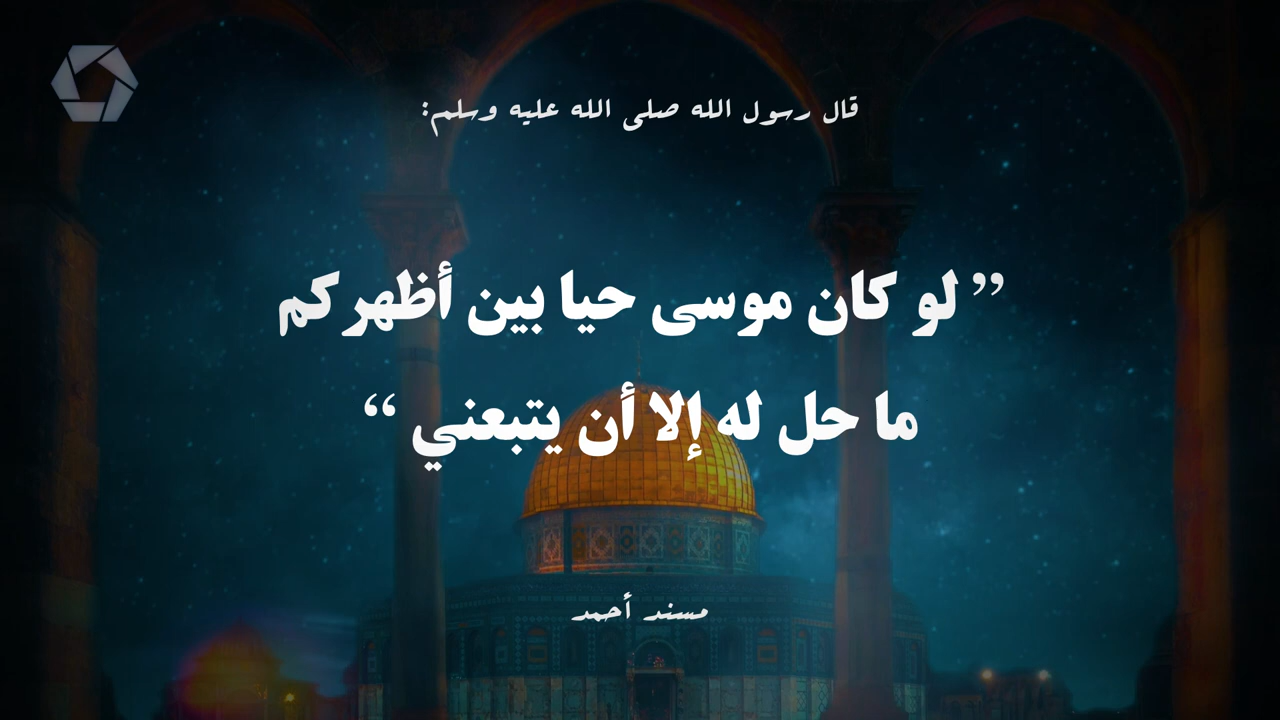 قال رسول الله صلى الله عليه وسلم:
” لو كان موسى حيا بين أظهركم
ما حل له إلا أن يتبعني “
مسند أحمد